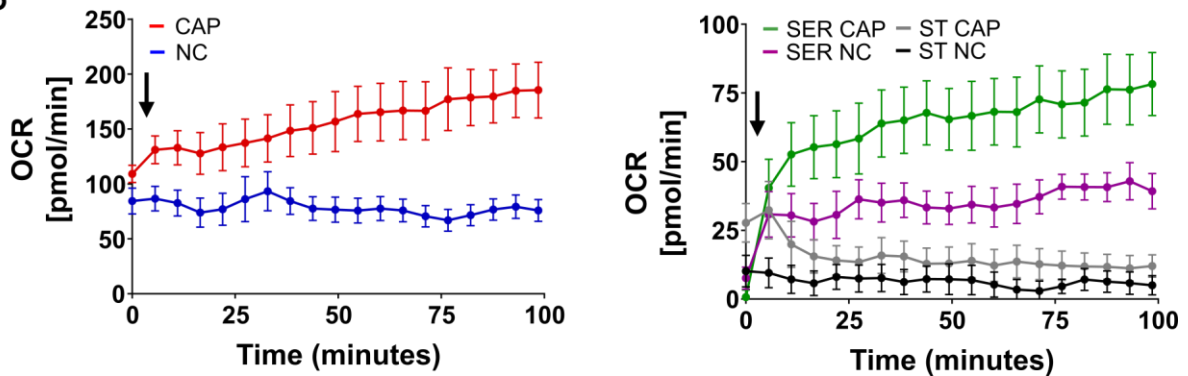 250
200
150
100
50
0
OCR
[pmol/min]
CAP
NC
0 25 50 75 100
Time (minutes)
100
75
50
25
0
OCR
[pmol/min]
SER CAP ST CAP
SER NC ST NC
0 25 50 75 100
Time (minutes)